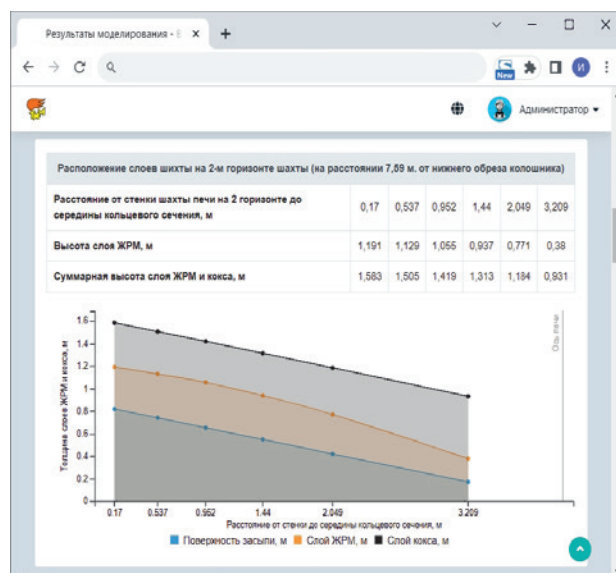 Результаты моделирования - Е
New
И
Администратор
Расположение слоев шихты на 2-м горизонте шахты (на расстоянии 7,59 м. от нижнего обреза колошника)
Расстояние от стенки шахты печи на 2 горизонте до середины кольцевого сечения, м 0,17 0,537 0,952 1,44 2,049 3,209
Высота слоя ЖРМ, м 1,191 1,129 1,055 0,937 0,771 0,38
Суммарная высота слоя ЖРМ и кокса, м 1,583 1,505 1,419 1,313 1,184 0,931
Толщина слоев ЖРМ и кокса, м
1.6
1.4
1.2
1
0.8
0.6
0.4
0.2
0
Ось печи
0.17 0.537 0.952 1.44 2.049 3.209
Расстояние от стенки до середины кольцевого сечения, м
Поверхность засыпи, м Слой ЖРМ, м Слой кокса, м